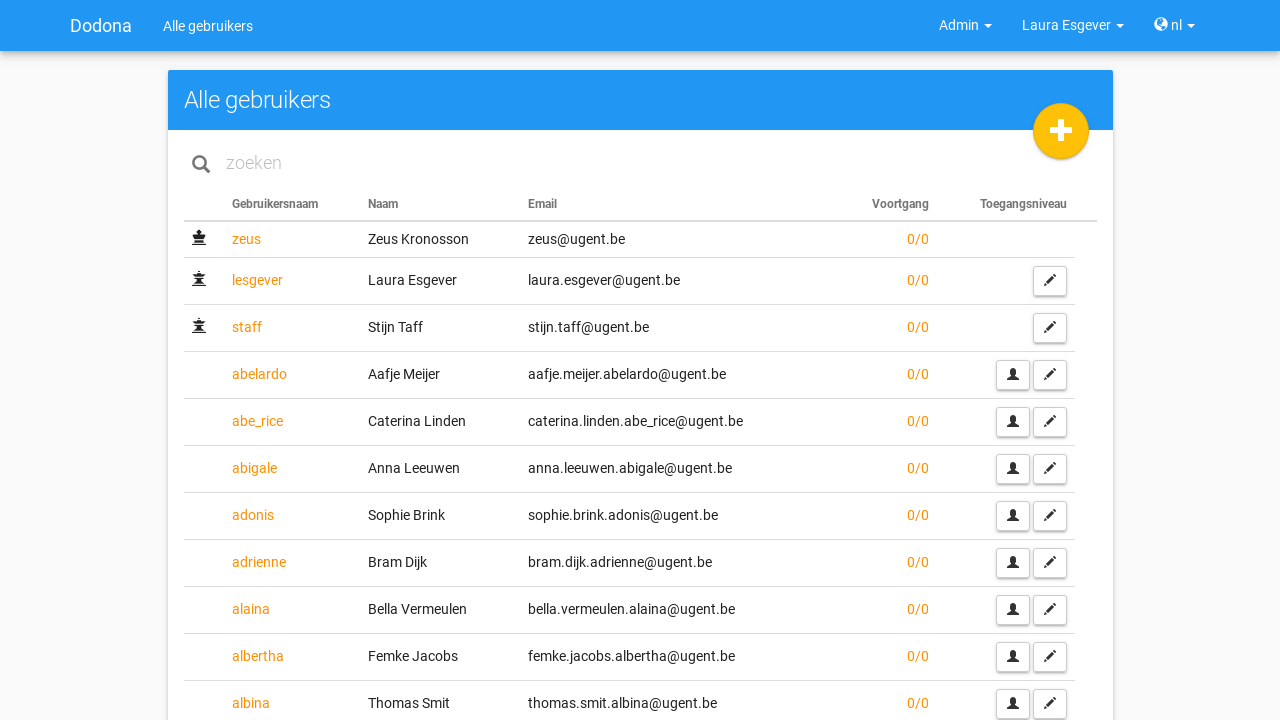 Dodona Alle gebruikers Admin Laura Esgever nl
Alle gebruikers
zoeken
Gebruikersnaam Naam Email Voortgang Toegangsniveau
zeus Zeus Kronosson zeus@ugent.be 0/0
lesgever Laura Esgever laura.esgever@ugent.be 0/0
staff Stijn Taff stijn.taff@ugent.be 0/0
abelardo Aafje Meijer aafje.meijer.abelardo@ugent.be 0/0
abe_rice Caterina Linden caterina.linden.abe_rice@ugent.be 0/0
abigale Anna Leeuwen anna.leeuwen.abigale@ugent.be 0/0
adonis Sophie Brink sophie.brink.adonis@ugent.be 0/0
adrienne Bram Dijk bram.dijk.adrienne@ugent.be 0/0
alaina Bella Vermeulen bella.vermeulen.alaina@ugent.be 0/0
albertha Femke Jacobs femke.jacobs.albertha@ugent.be 0/0
albina Thomas Smit thomas.smit.albina@ugent.be 0/0